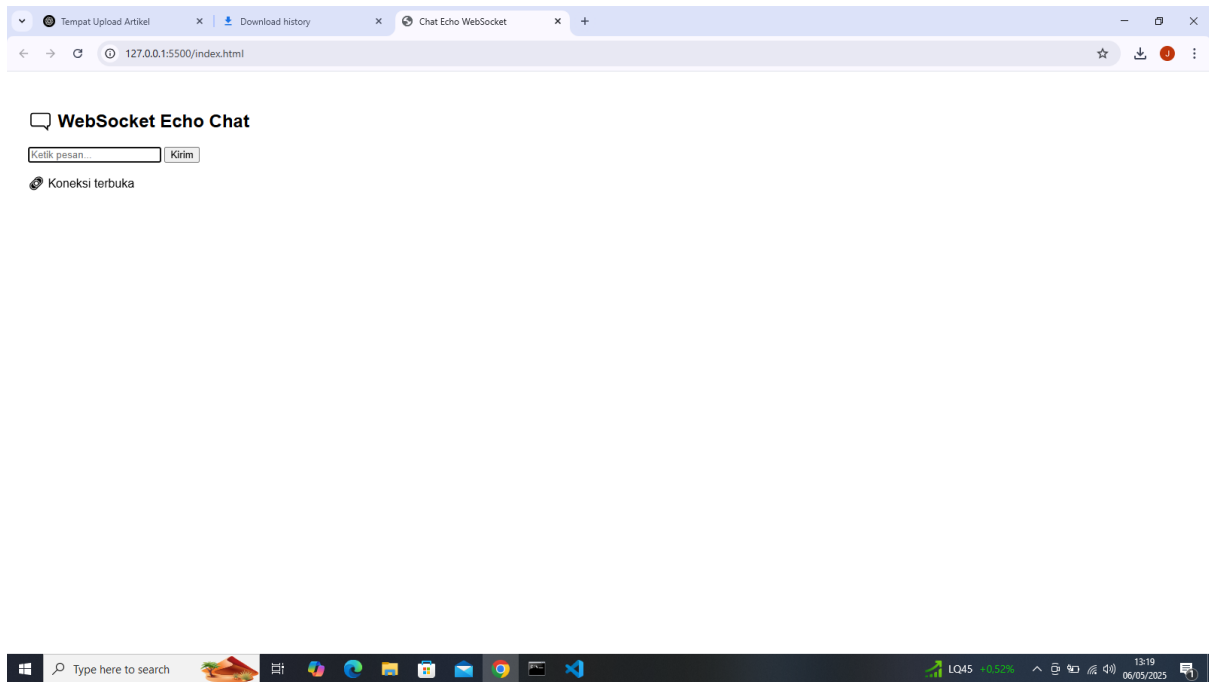 Tempat Upload Artikel
Download history
Chat Echo WebSocket
127.0.0.1:5500/index.html
J
WebSocket Echo Chat
Ketik pesan...
Kirim
Koneksi terbuka
Type here to search
LQ45 +0.52%
13:19
06/05/2025
1